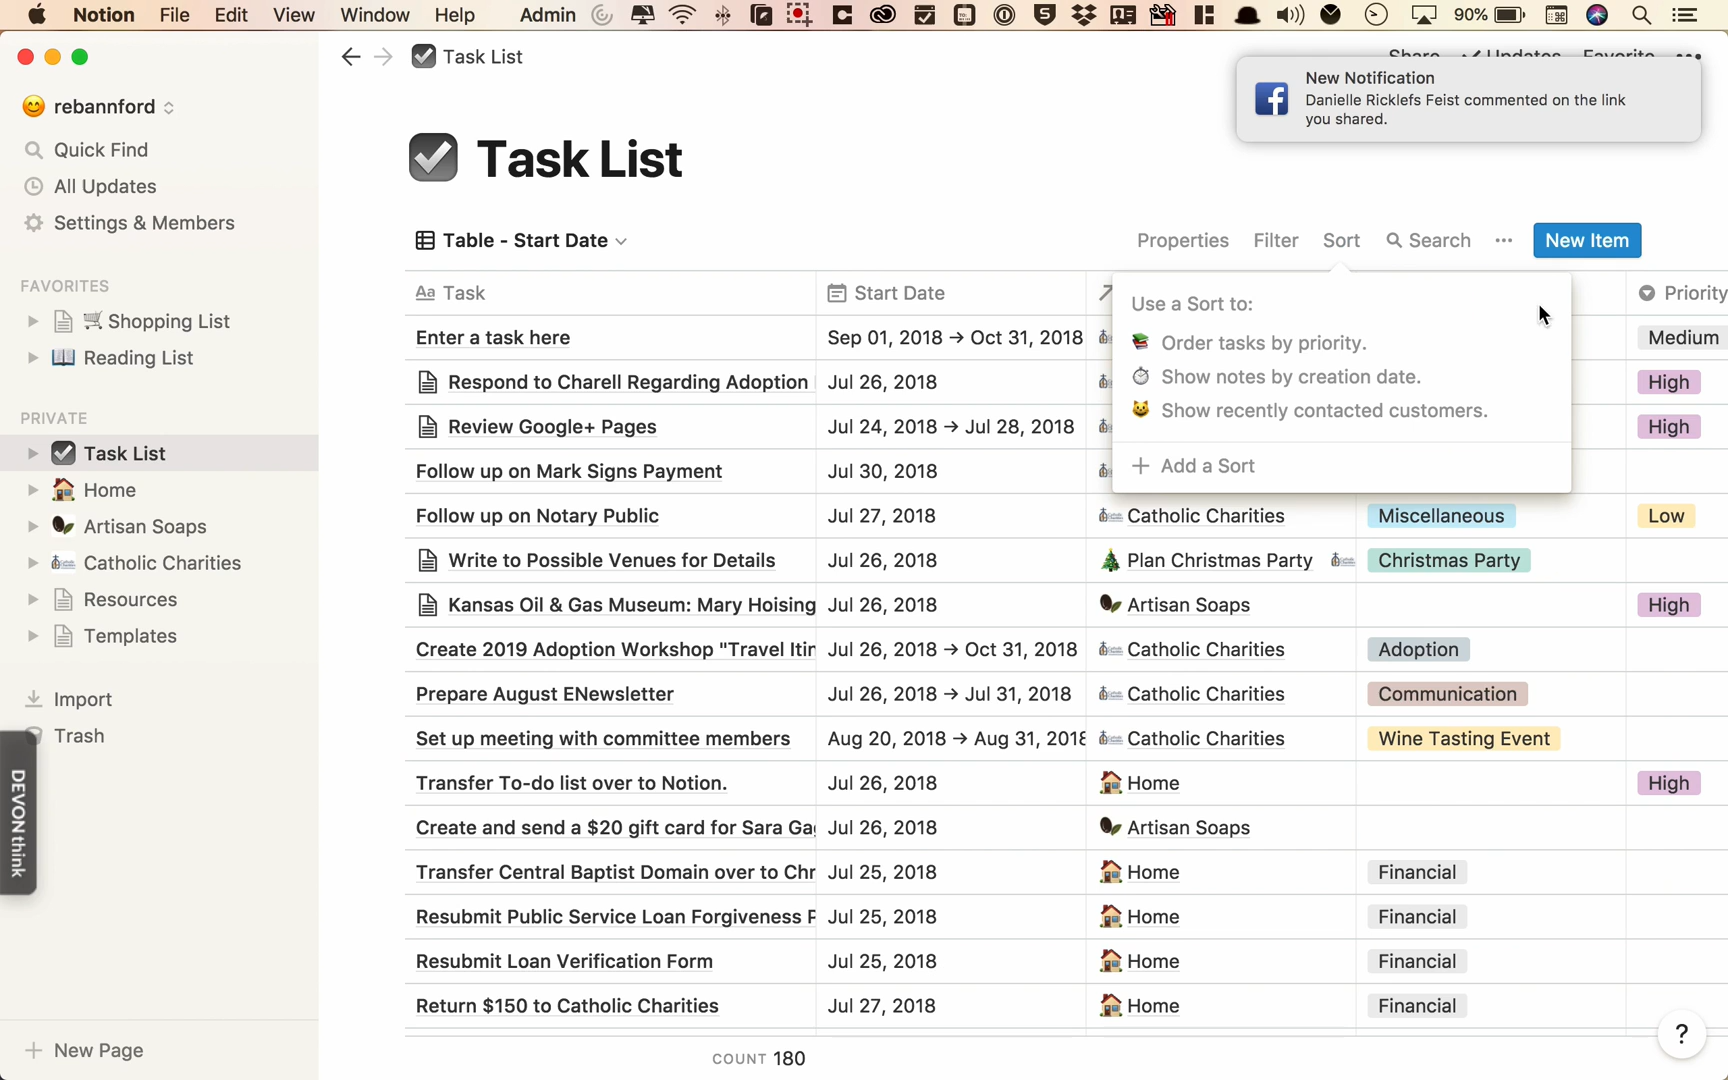 Notion File Edit View Window Help Admin 90%
Task List
Share Updates Favorite
New Notification
Danielle Ricklefs Feist commented on the link
you shared.
rebannford
Quick Find
All Updates
Settings & Members
FAVORITES
Shopping List
Reading List
PRIVATE
Task List
Home
Artisan Soaps
Catholic Charities
Resources
Templates
Import
Trash
DEVONthink
New Page
Task List
Table - Start Date
Properties Filter Sort Search New Item
Aa Task Start Date Priority
Use a Sort to:
Order tasks by priority.
Show notes by creation date.
Show recently contacted customers.
Add a Sort
Enter a task here Sep 01, 2018 → Oct 31, 2018 Medium
Respond to Charell Regarding Adoption Jul 26, 2018 High
Review Google+ Pages Jul 24, 2018 → Jul 28, 2018 High
Follow up on Mark Signs Payment Jul 30, 2018
Follow up on Notary Public Jul 27, 2018 Catholic Charities Miscellaneous Low
Write to Possible Venues for Details Jul 26, 2018 Plan Christmas Party Christmas Party
Kansas Oil & Gas Museum: Mary Hoising Jul 26, 2018 Artisan Soaps High
Create 2019 Adoption Workshop "Travel Itin Jul 26, 2018 → Oct 31, 2018 Catholic Charities Adoption
Prepare August ENewsletter Jul 26, 2018 → Jul 31, 2018 Catholic Charities Communication
Set up meeting with committee members Aug 20, 2018 → Aug 31, 2018 Catholic Charities Wine Tasting Event
Transfer To-do list over to Notion. Jul 26, 2018 Home High
Create and send a $20 gift card for Sara Gag Jul 26, 2018 Artisan Soaps
Transfer Central Baptist Domain over to Chr Jul 25, 2018 Home Financial
Resubmit Public Service Loan Forgiveness F Jul 25, 2018 Home Financial
Resubmit Loan Verification Form Jul 25, 2018 Home Financial
Return $150 to Catholic Charities Jul 27, 2018 Home Financial
COUNT 180
?